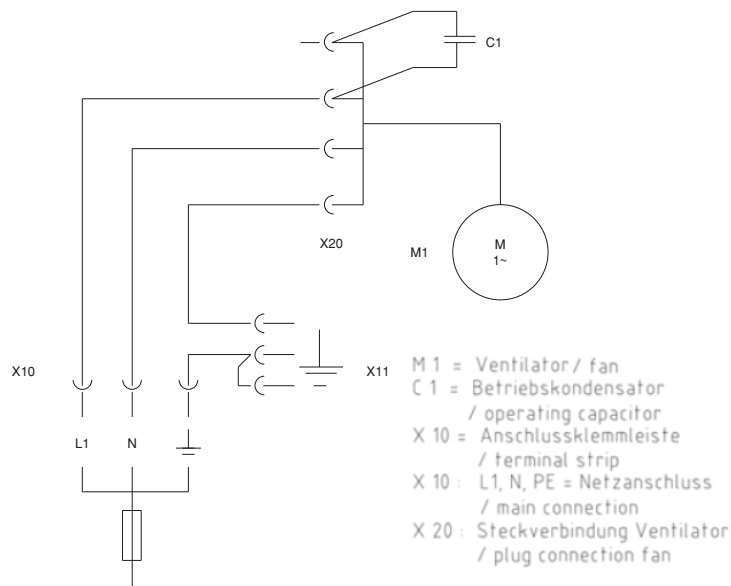 C1
X20
M1
M
1~
X10
X11
L1
N
M 1 = Ventilator / fan
C 1 = Betriebskondensator
/ operating capacitor
X 10 = Anschlussklemmleiste
/ terminal strip
X 10 : L1, N, PE = Netzanschluss
/ main connection
X 20 : Steckverbindung Ventilator
/ plug connection fan